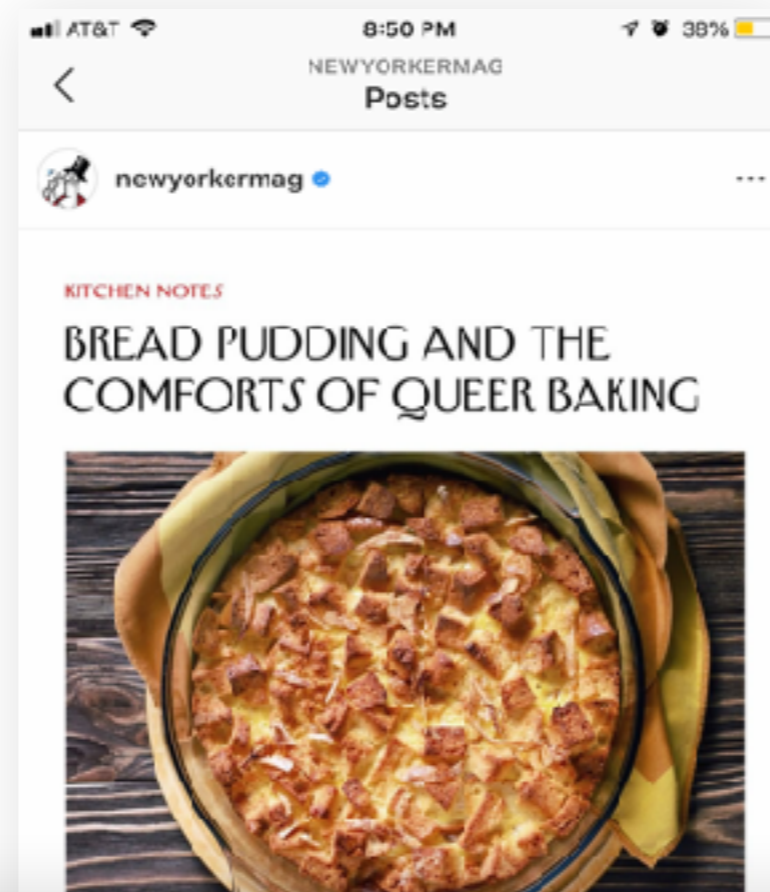 AT&T 8:50 PM 38%
NEWYORKERMAG
Posts
newyorkermag
KITCHEN NOTES
BREAD PUDDING AND THE
COMFORTS OF QUEER BAKING